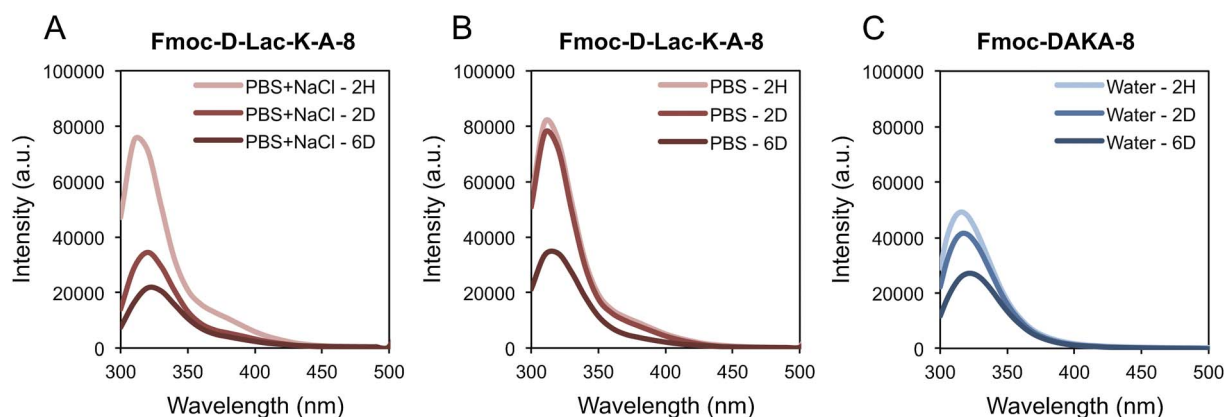 A
Fmoc-D-Lac-K-A-8
PBS+NaCl - 2H
PBS+NaCl - 2D
PBS+NaCl - 6D
100000
80000
60000
40000
20000
0
Intensity (a.u.)
300 350 400 450 500
Wavelength (nm)
B
Fmoc-D-Lac-K-A-8
PBS - 2H
PBS - 2D
PBS - 6D
100000
80000
60000
40000
20000
0
Intensity (a.u.)
300 350 400 450 500
Wavelength (nm)
C
Fmoc-DAKA-8
Water - 2H
Water - 2D
Water - 6D
100000
80000
60000
40000
20000
0
Intensity (a.u.)
300 350 400 450 500
Wavelength (nm)